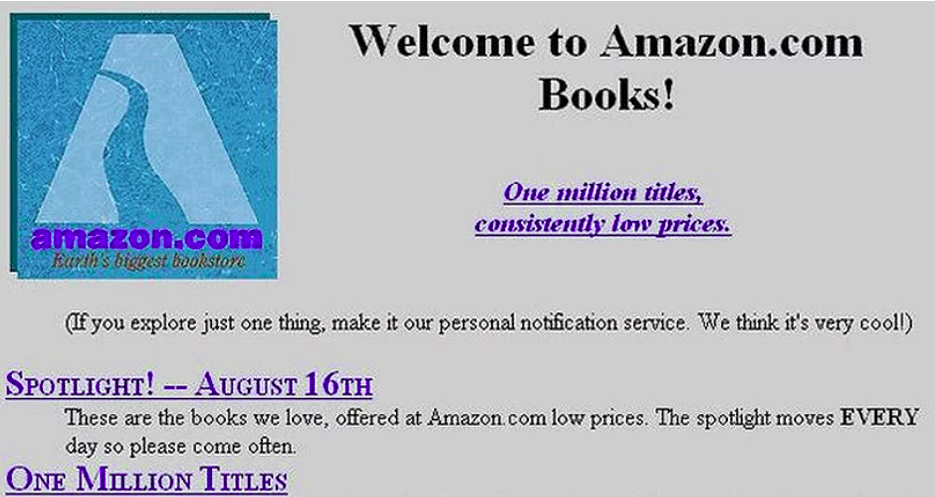 Welcome to Amazon.com
Books!
amazon.com
Earth's biggest bookstore
One million titles,
consistently low prices.
(If you explore just one thing, make it our personal notification service. We think it's very cool!)
SPOTLIGHT! -- AUGUST 16TH
These are the books we love, offered at Amazon.com low prices. The spotlight moves EVERY
day so please come often.
ONE MILLION TITLES